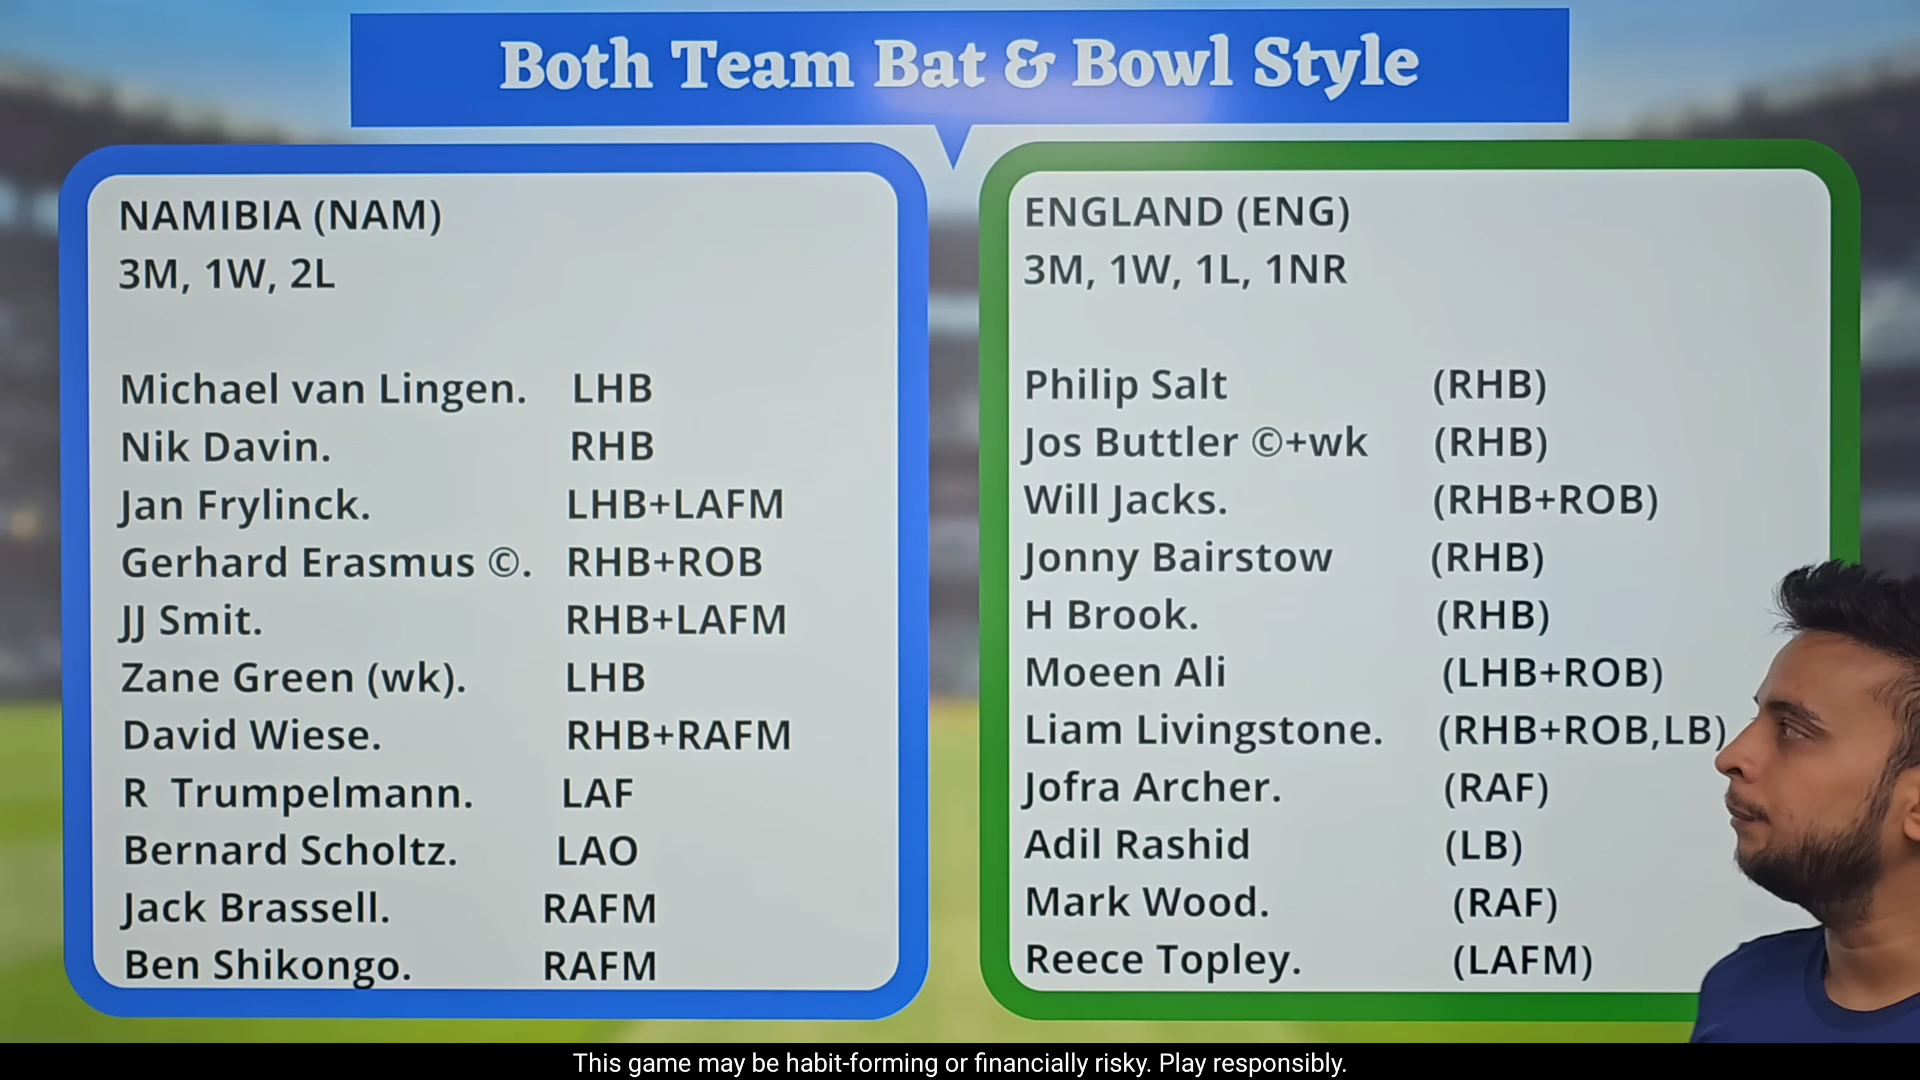 Both Team Bat & Bowl Style
NAMIBIA (NAM)
3M, 1W, 2L
Michael van Lingen. LHB
Nik Davin. RHB
Jan Frylinck. LHB+LAFM
Gerhard Erasmus ©. RHB+ROB
JJ Smit. RHB+LAFM
Zane Green (wk). LHB
David Wiese. RHB+RAFM
R Trumpelmann. LAF
Bernard Scholtz. LAO
Jack Brassell. RAFM
Ben Shikongo. RAFM
ENGLAND (ENG)
3M, 1W, 1L, 1NR
Philip Salt (RHB)
Jos Buttler ©+wk (RHB)
Will Jacks. (RHB+ROB)
Jonny Bairstow (RHB)
H Brook. (RHB)
Moeen Ali (LHB+ROB)
Liam Livingstone. (RHB+ROB,LB)
Jofra Archer. (RAF)
Adil Rashid (LB)
Mark Wood. (RAF)
Reece Topley. (LAFM)
This game may be habit-forming or financially risky. Play responsibly.